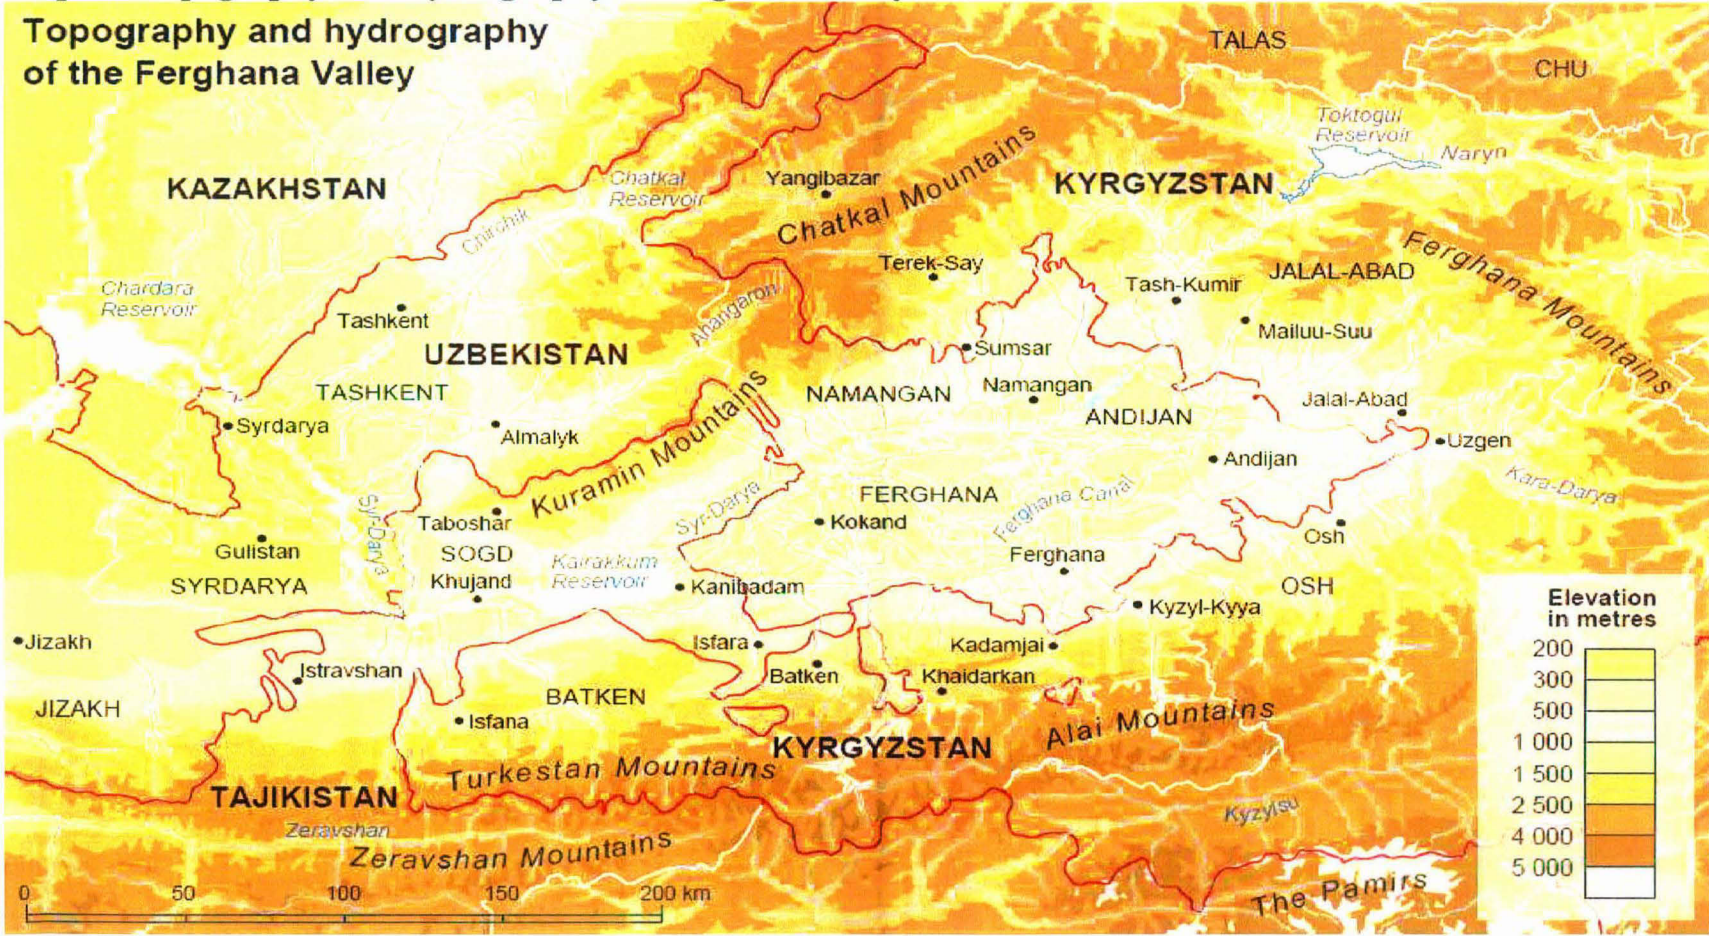 Topography and hydrography
of the Ferghana Valley
TALAS
CHU
Toktogul
Reservoir
Naryn
KAZAKHSTAN
Chatkal
Reservoir
Yangibazar
Chatkal Mountains
KYRGYZSTAN
Chirchik
Ferghana Mountains
Terek-Say
JALAL-ABAD
Tash-Kumir
Chardara
Reservoir
Ahangaron
Tashkent
Mailuu-Suu
UZBEKISTAN
Sumsar
TASHKENT
NAMANGAN
Namangan
Jalal-Abad
ANDIJAN
Syrdarya
Almalyk
Kuramin Mountains
Uzgen
Andijan
Kara-Darya
Syr-Darya
Syr-Darya
FERGHANA
Ferghana Canal
Taboshar
Kokand
Osh
Gulistan
SOGD
Kairakkum
Reservoir
Ferghana
Khujand
SYRDARYA
Kanibadam
OSH
Kyzyl-Kyya
Jizakh
Isfara
Kadamjai
Istravshan
Batken
Khaidarkan
BATKEN
JIZAKH
Isfana
Alai Mountains
KYRGYZSTAN
Turkestan Mountains
TAJIKISTAN
Zeravshan
Kyzylsu
Zeravshan Mountains
The Pamirs
0 50 100 150 200 km
Elevation
in metres
200
300
500
1 000
1 500
2 500
4 000
5 000